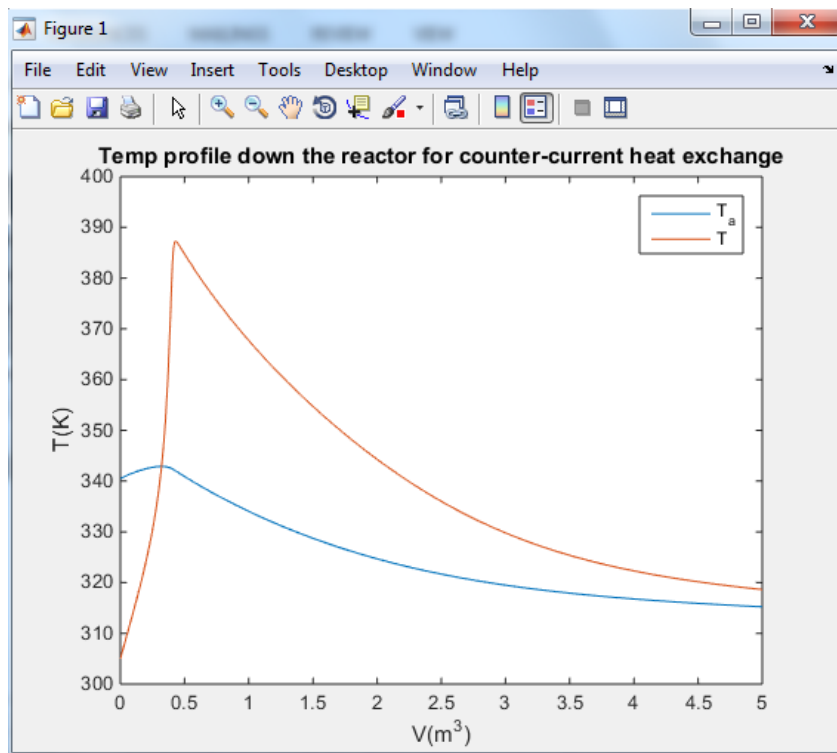 Figure 1
File Edit View Insert Tools Desktop Window Help
Temp profile down the reactor for counter-current heat exchange
400
390
380
370
360
350
340
330
320
310
300
T(K)
T_a
T
0 0.5 1 1.5 2 2.5 3 3.5 4 4.5 5
V(m³)